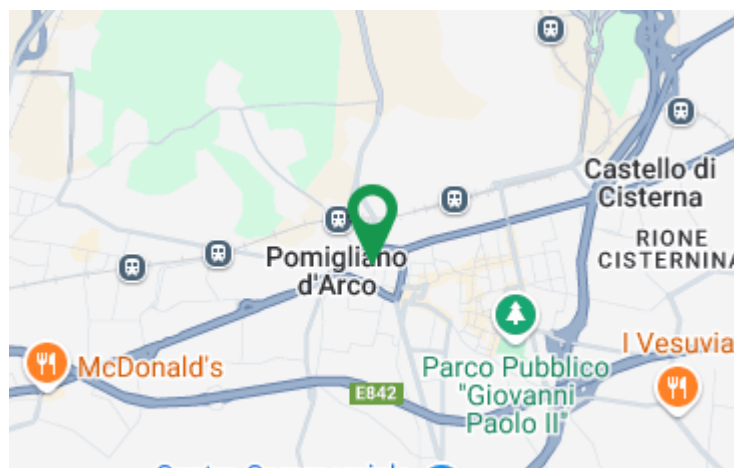 Castello di
Cisterna
RIONE
CISTERNINA
Pomigliano
d'Arco
McDonald's
I Vesuvia
Parco Pubblico
"Giovanni
Paolo II"
E842